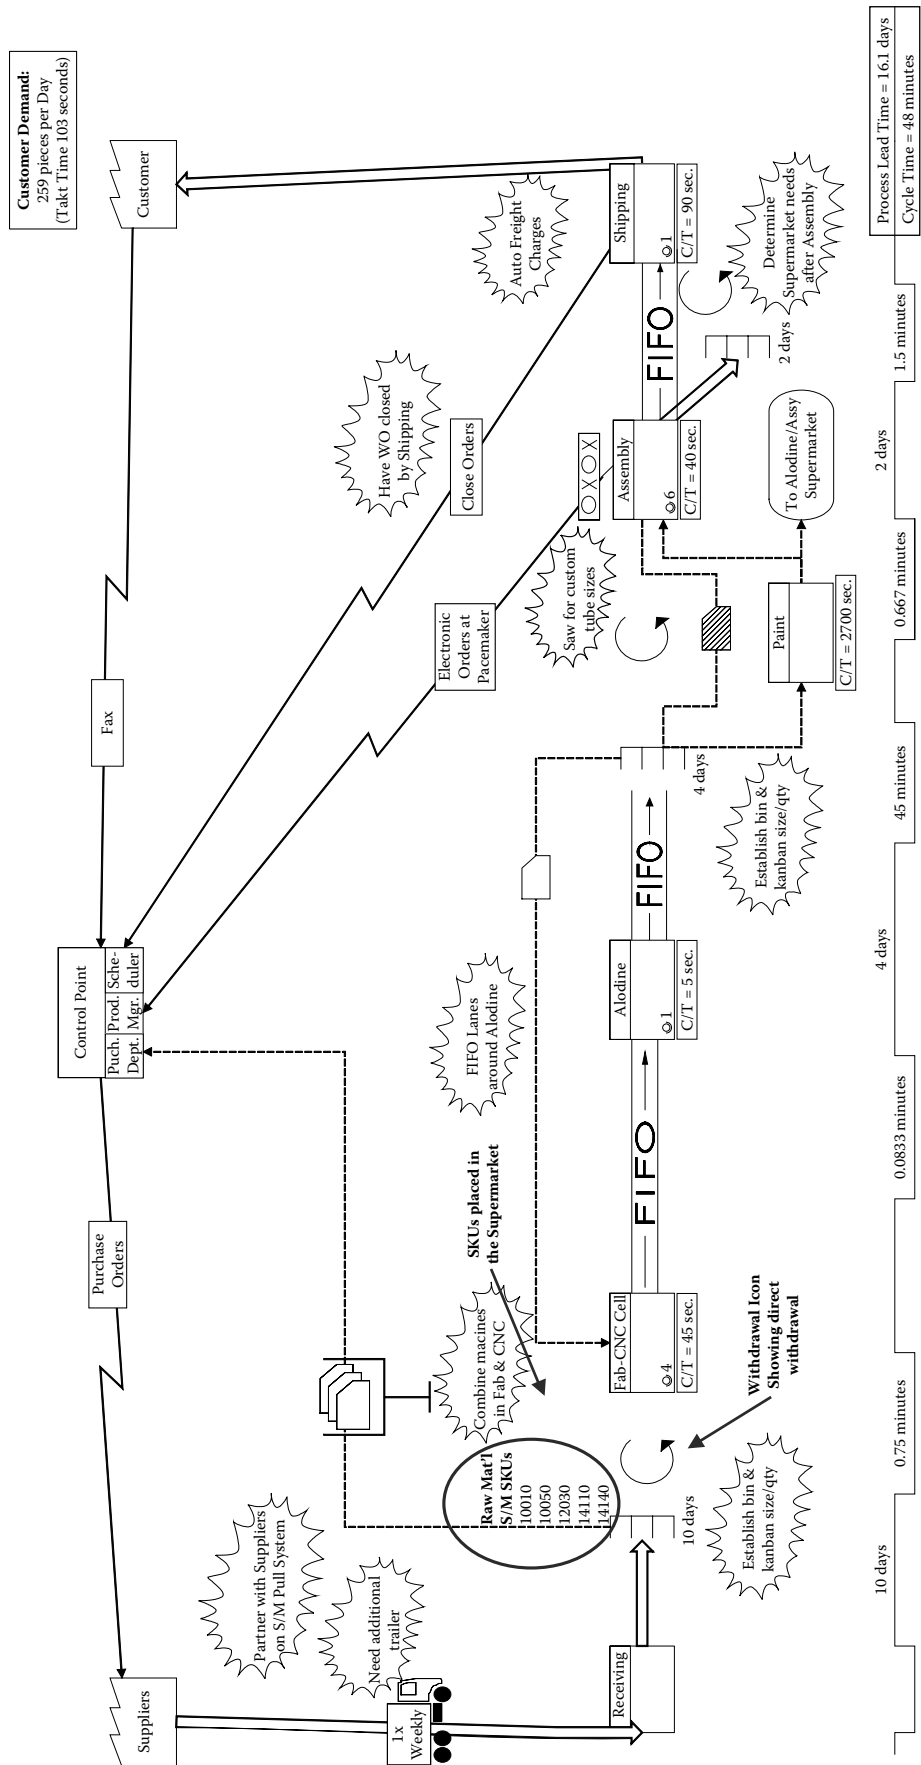 Customer Demand:
259 pieces per Day
(Takt Time 103 seconds)
Suppliers
Purchase
Orders
Control Point
Puch.
Dept.
Prod.
Mgr.
Sche-
duler
Fax
Customer
Partner with Suppliers
on S/M Pull System
Need additional
trailer
1x
Weekly
Have WO closed
by Shipping
Close Orders
Electronic
Orders at
Pacemaker
Auto Freight
Charges
Combine macines
in Fab & CNC
SKUs placed in
the Supermarket
FIFO Lanes
around Alodine
Saw for custom
tube sizes
OXOX
Raw Mat'l
S/M SKUs
10010
10050
12030
14110
14140
Receiving
10 days
Establish bin &
kanban size/qty
Withdrawal Icon
Showing direct
withdrawal
Fab-CNC Cell
4
C/T = 45 sec.
FIFO
Alodine
1
C/T = 5 sec.
FIFO
4 days
Establish bin &
kanban size/qty
Paint
C/T = 2700 sec.
To Alodine/Assy
Supermarket
Assembly
6
C/T = 40 sec.
FIFO
2 days
Shipping
1
C/T = 90 sec.
Determine
Supermarket needs
after Assembly
10 days
0.75 minutes
0.0833 minutes
4 days
45 minutes
0.667 minutes
2 days
1.5 minutes
Process Lead Time = 16.1 days
Cycle Time = 48 minutes